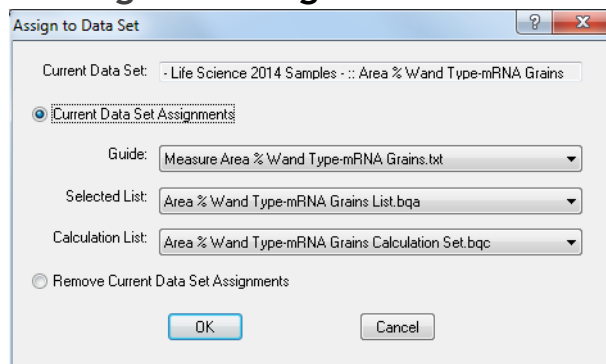 Assign to Data Set
Current Data Set: - Life Science 2014 Samples - :: Area % Wand Type-mRNA Grains
Current Data Set Assignments
Guide: Measure Area % Wand Type-mRNA Grains.txt
Selected List: Area % Wand Type-mRNA Grains List.bqa
Calculation List: Area % Wand Type-mRNA Grains Calculation Set.bqc
Remove Current Data Set Assignments
OK Cancel